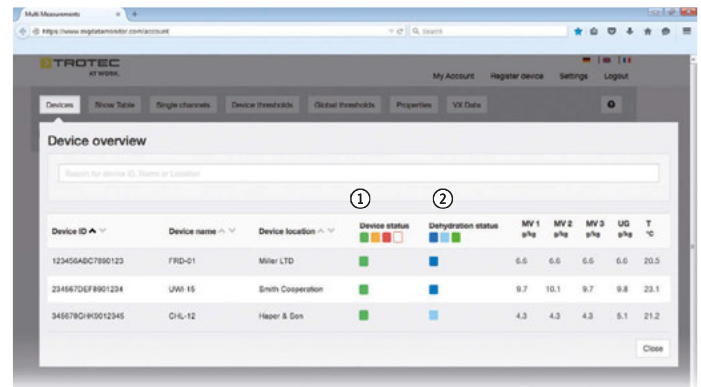 Multi Measurements
https://www.mgdatamonitor.com/account
Search
TROTEC
AT WORK.
My Account Register device Settings Logout
Devices Show Table Single channels Device thresholds Global thresholds Properties VX Data
Device overview
Search for device ID, Name or Location
1 2
Device ID Device name Device location Device status Dehydration status MV 1 g/kg MV 2 g/kg MV 3 g/kg UG g/kg T °C
123456ABC7890123 FRD-01 Miller LTD 6.6 6.6 6.6 6.6 20.5
234567DEF8901234 UWI-15 Smith Cooperation 9.7 10.1 9.7 9.8 23.1
345678GHK9012345 CHL-12 Haper & Son 4.3 4.3 4.3 5.1 21.2
Close